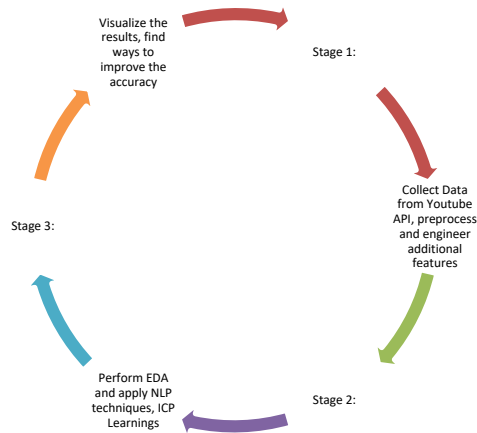 Stage 1:
Collect Data
from Youtube
API, preprocess
and engineer
additional
features
Stage 2:
Perform EDA
and apply NLP
techniques, ICP
Learnings
Stage 3:
Visualize the
results, find
ways to
improve the
accuracy